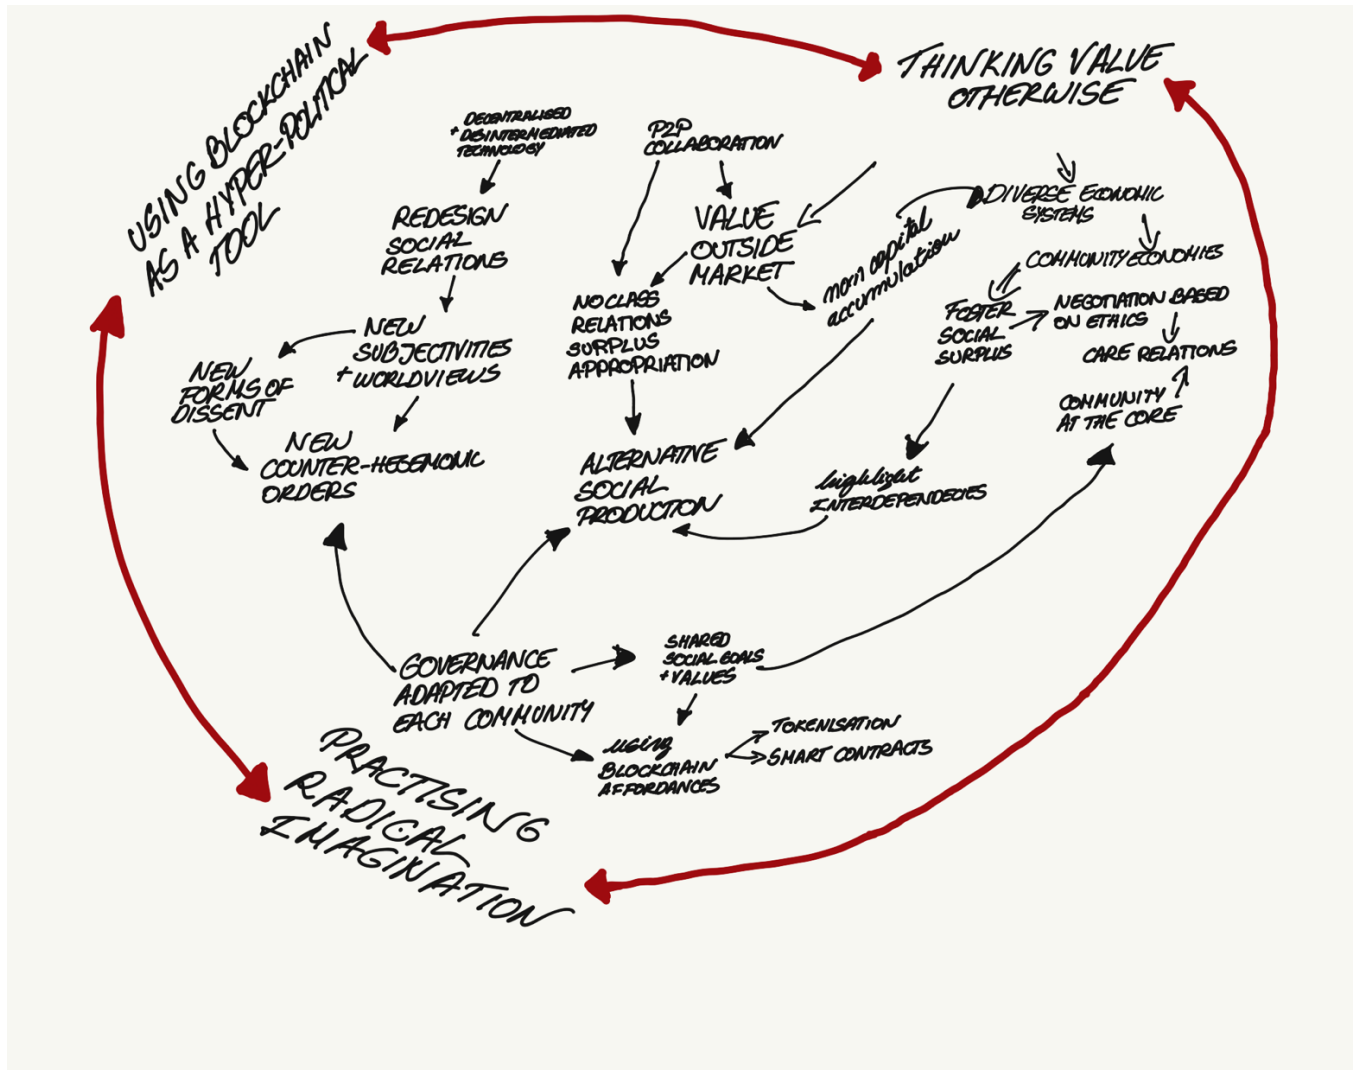 USING BLOCKCHAIN
AS A HYPER-POLITICAL
TOOL
THINKING VALUE
OTHERWISE
DECENTRALISED
+ DISINTERMEDIATED
TECHNOLOGY
REDESIGN
SOCIAL
RELATIONS
NEW
SUBJECTIVITIES
+ WORLDVIEWS
NEW
FORMS OF
DISSENT
NEW
COUNTER-HEGEMONIC
ORDERS
P2P
COLLABORATION
VALUE
OUTSIDE
MARKET
NO CLASS
RELATIONS
SURPLUS
APPROPRIATION
non capital
accumulation
ALTERNATIVE
SOCIAL
PRODUCTION
DIVERSE ECONOMIC
SYSTEMS
COMMUNITY ECONOMIES
FOSTER
SOCIAL
SURPLUS
NEGOTIATION BASED
ON ETHICS
CARE RELATIONS
COMMUNITY
AT THE CORE
highlight
INTERDEPENDECIES
GOVERNANCE
ADAPTED TO
EACH COMMUNITY
SHARED
SOCIAL GOALS
+ VALUES
using
BLOCKCHAIN
AFFORDANCES
TOKENISATION
SMART CONTRACTS
PRACTISING
RADICAL
IMAGINATION